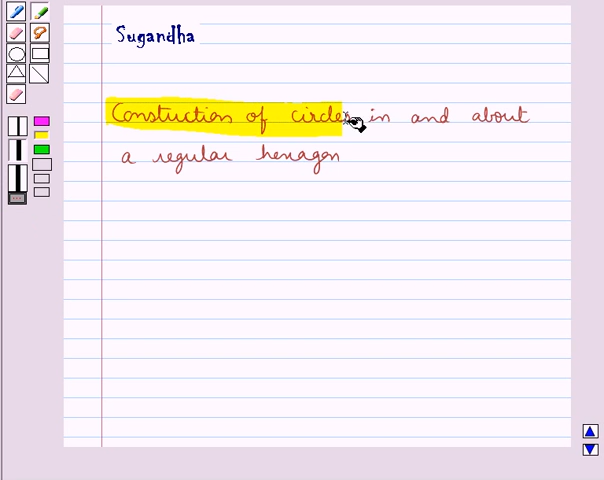 Sugandha
Constuction of circles in and about
a regular hexagon